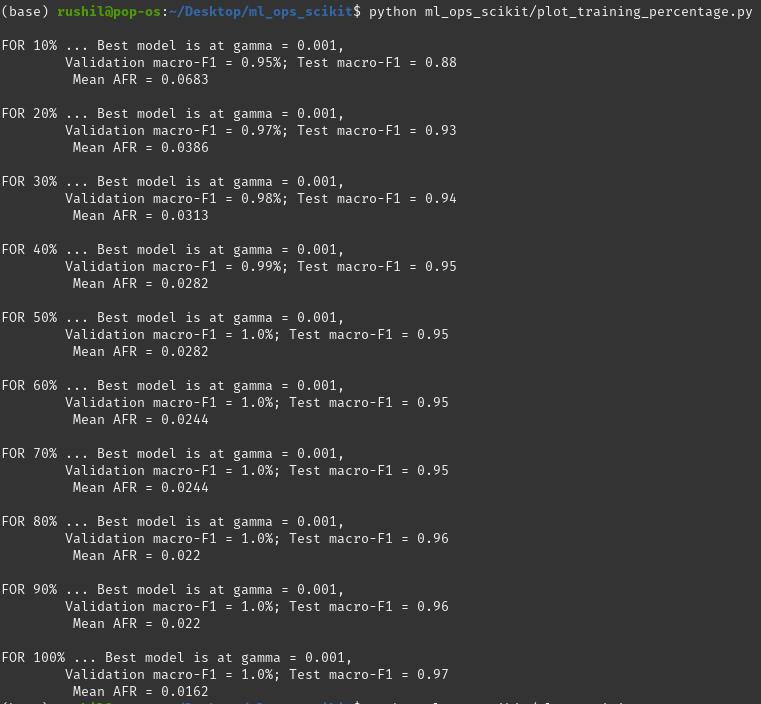 (base) rushil@pop-os:~/Desktop/ml_ops_scikit$ python ml_ops_scikit/plot_training_percentage.py
FOR 10% ... Best model is at gamma = 0.001,
Validation macro-F1 = 0.95%; Test macro-F1 = 0.88
Mean AFR = 0.0683
FOR 20% ... Best model is at gamma = 0.001,
Validation macro-F1 = 0.97%; Test macro-F1 = 0.93
Mean AFR = 0.0386
FOR 30% ... Best model is at gamma = 0.001,
Validation macro-F1 = 0.98%; Test macro-F1 = 0.94
Mean AFR = 0.0313
FOR 40% ... Best model is at gamma = 0.001,
Validation macro-F1 = 0.99%; Test macro-F1 = 0.95
Mean AFR = 0.0282
FOR 50% ... Best model is at gamma = 0.001,
Validation macro-F1 = 1.0%; Test macro-F1 = 0.95
Mean AFR = 0.0282
FOR 60% ... Best model is at gamma = 0.001,
Validation macro-F1 = 1.0%; Test macro-F1 = 0.95
Mean AFR = 0.0244
FOR 70% ... Best model is at gamma = 0.001,
Validation macro-F1 = 1.0%; Test macro-F1 = 0.95
Mean AFR = 0.0244
FOR 80% ... Best model is at gamma = 0.001,
Validation macro-F1 = 1.0%; Test macro-F1 = 0.96
Mean AFR = 0.022
FOR 90% ... Best model is at gamma = 0.001,
Validation macro-F1 = 1.0%; Test macro-F1 = 0.96
Mean AFR = 0.022
FOR 100% ... Best model is at gamma = 0.001,
Validation macro-F1 = 1.0%; Test macro-F1 = 0.97
Mean AFR = 0.0162